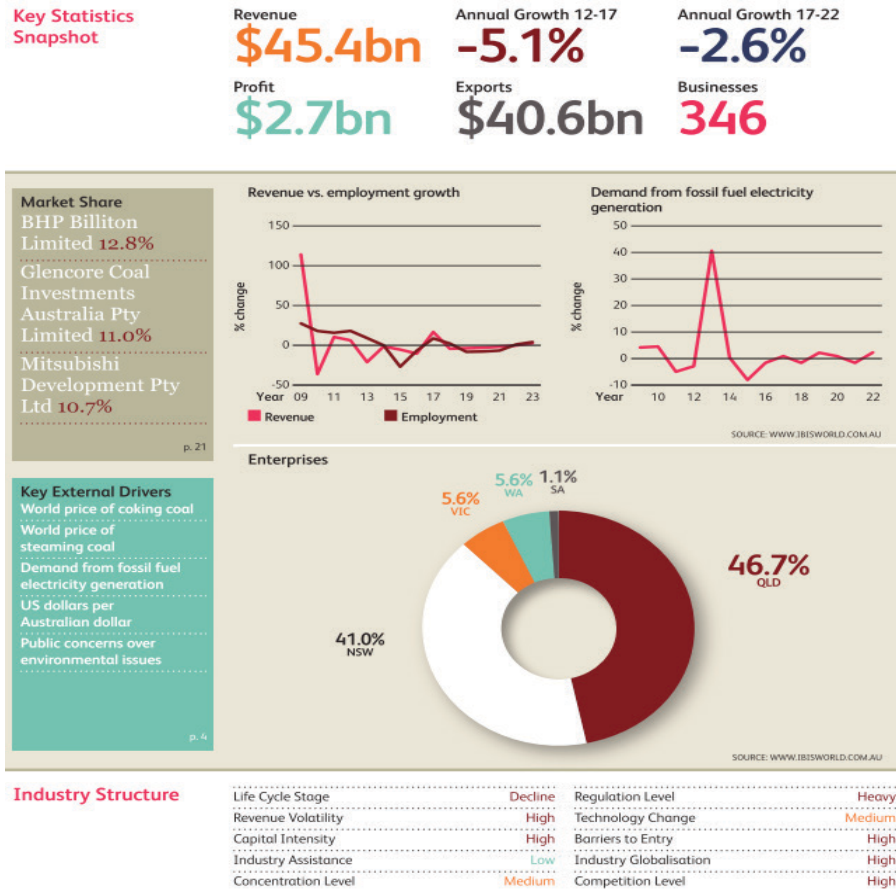 Key Statistics
Snapshot
Revenue
$45.4bn
Annual Growth 12-17
-5.1%
Annual Growth 17-22
-2.6%
Profit
$2.7bn
Exports
$40.6bn
Businesses
346
Market Share
BHP Billiton
Limited 12.8%
Glencore Coal
Investments
Australia Pty
Limited 11.0%
Mitsubishi
Development Pty
Ltd 10.7%
p. 21
Revenue vs. employment growth
% change
150
100
50
0
-50
Year 09 11 13 15 17 19 21 23
Revenue
Employment
Demand from fossil fuel electricity
generation
% change
50
40
30
20
10
0
-10
Year 10 12 14 16 18 20 22
SOURCE: WWW.IBISWORLD.COM.AU
Key External Drivers
World price of coking coal
World price of
steaming coal
Demand from fossil fuel
electricity generation
US dollars per
Australian dollar
Public concerns over
environmental issues
p. 4
Enterprises
5.6%
VIC
5.6%
WA
1.1%
SA
46.7%
QLD
41.0%
NSW
SOURCE: WWW.IBISWORLD.COM.AU
Industry Structure
Life Cycle Stage Decline
Revenue Volatility High
Capital Intensity High
Industry Assistance Low
Concentration Level Medium
Regulation Level Heavy
Technology Change Medium
Barriers to Entry High
Industry Globalisation High
Competition Level High